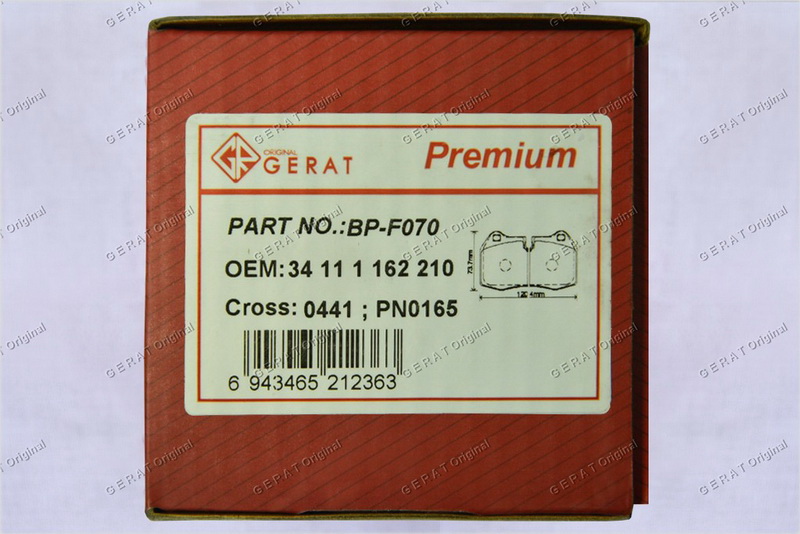 ORIGINAL
GERAT
Premium
PART NO.:BP-F070
OEM: 34 11 1 162 210
Cross: 0441 ; PN0165
73.7mm
120.4mm
6 943465 212363
GERAT Original